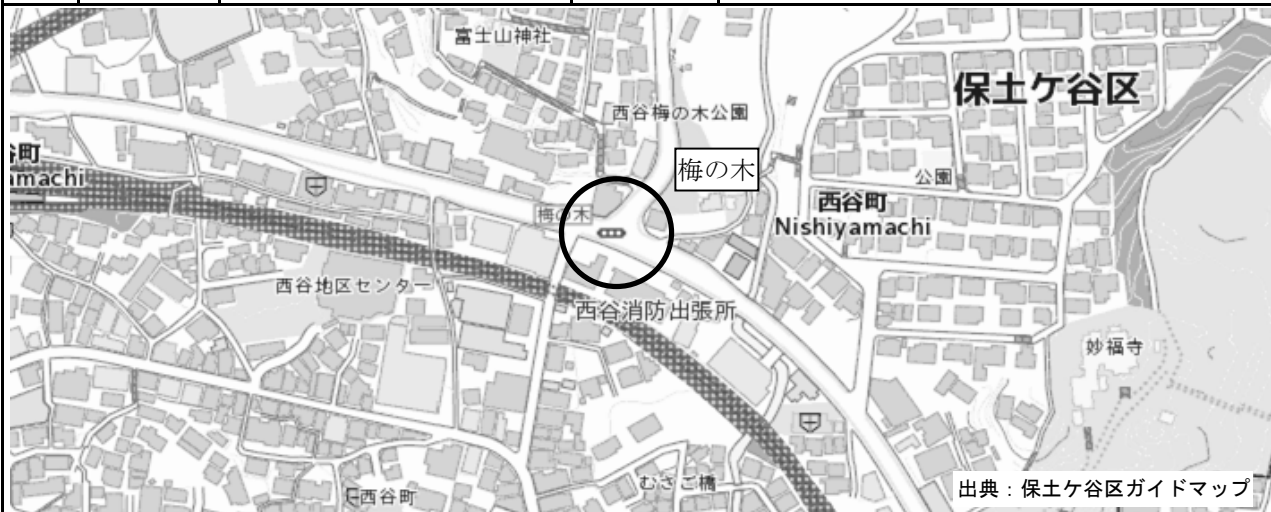 富士山神社
保土ケ谷区
西谷梅の木公園
梅の木
谷町
amachi
公園
西谷町
Nishiyamachi
梅の木
西谷地区センター
西谷消防出張所
妙福寺
むさご橋
西谷町
出典：保土ケ谷区ガイドマップ